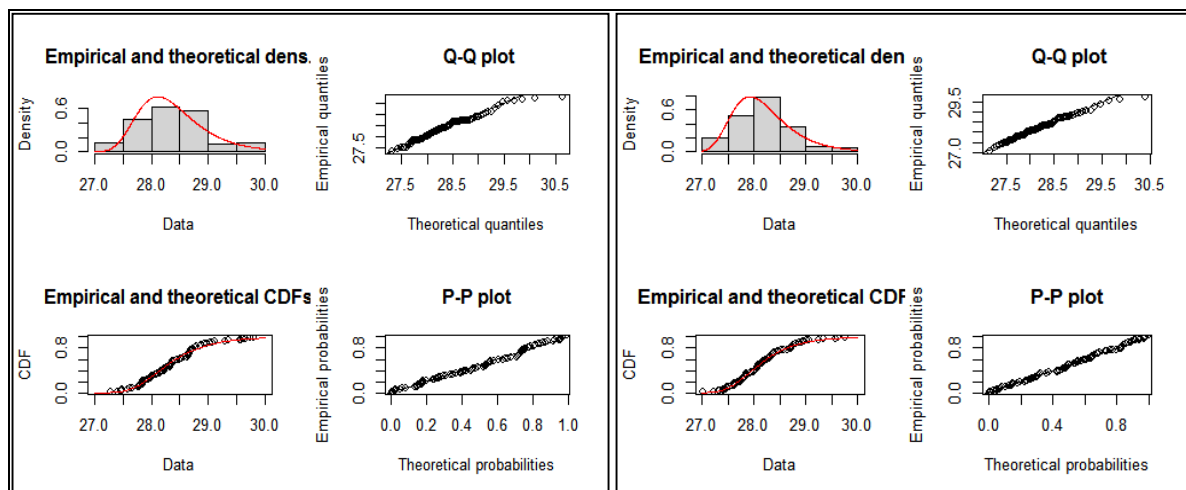 Empirical and theoretical dens.
Density
0.0 0.6
27.0 28.0 29.0 30.0
Data
Q-Q plot
Empirical quantiles
27.5
27.5 28.5 29.5 30.5
Theoretical quantiles
Empirical and theoretical CDFs
CDF
0.0 0.8
27.0 28.0 29.0 30.0
Data
P-P plot
Empirical probabilities
0.0 0.8
0.0 0.2 0.4 0.6 0.8 1.0
Theoretical probabilities
Empirical and theoretical den
Density
0.0 0.6
27.0 28.0 29.0 30.0
Data
Q-Q plot
Empirical quantiles
27.0 29.5
27.5 28.5 29.5 30.5
Theoretical quantiles
Empirical and theoretical CDF
CDF
0.0 0.8
27.0 28.0 29.0 30.0
Data
P-P plot
Empirical probabilities
0.0 0.8
0.0 0.4 0.8
Theoretical probabilities